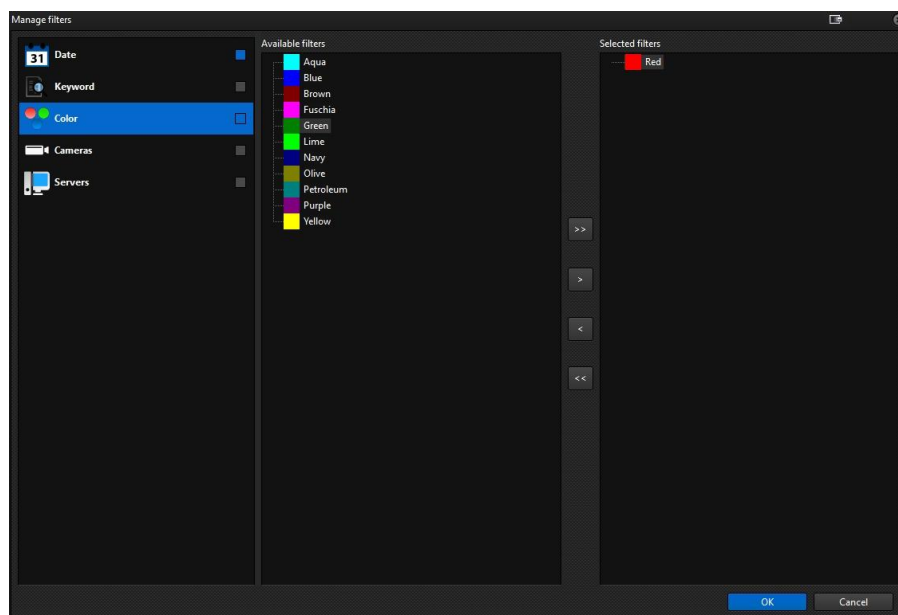 Manage filters
31
Date
Keyword
Color
Cameras
Servers
Available filters
Aqua
Blue
Brown
Fuschia
Green
Lime
Navy
Olive
Petroleum
Purple
Yellow
>>
>
<
<<
Selected filters
Red
OK
Cancel